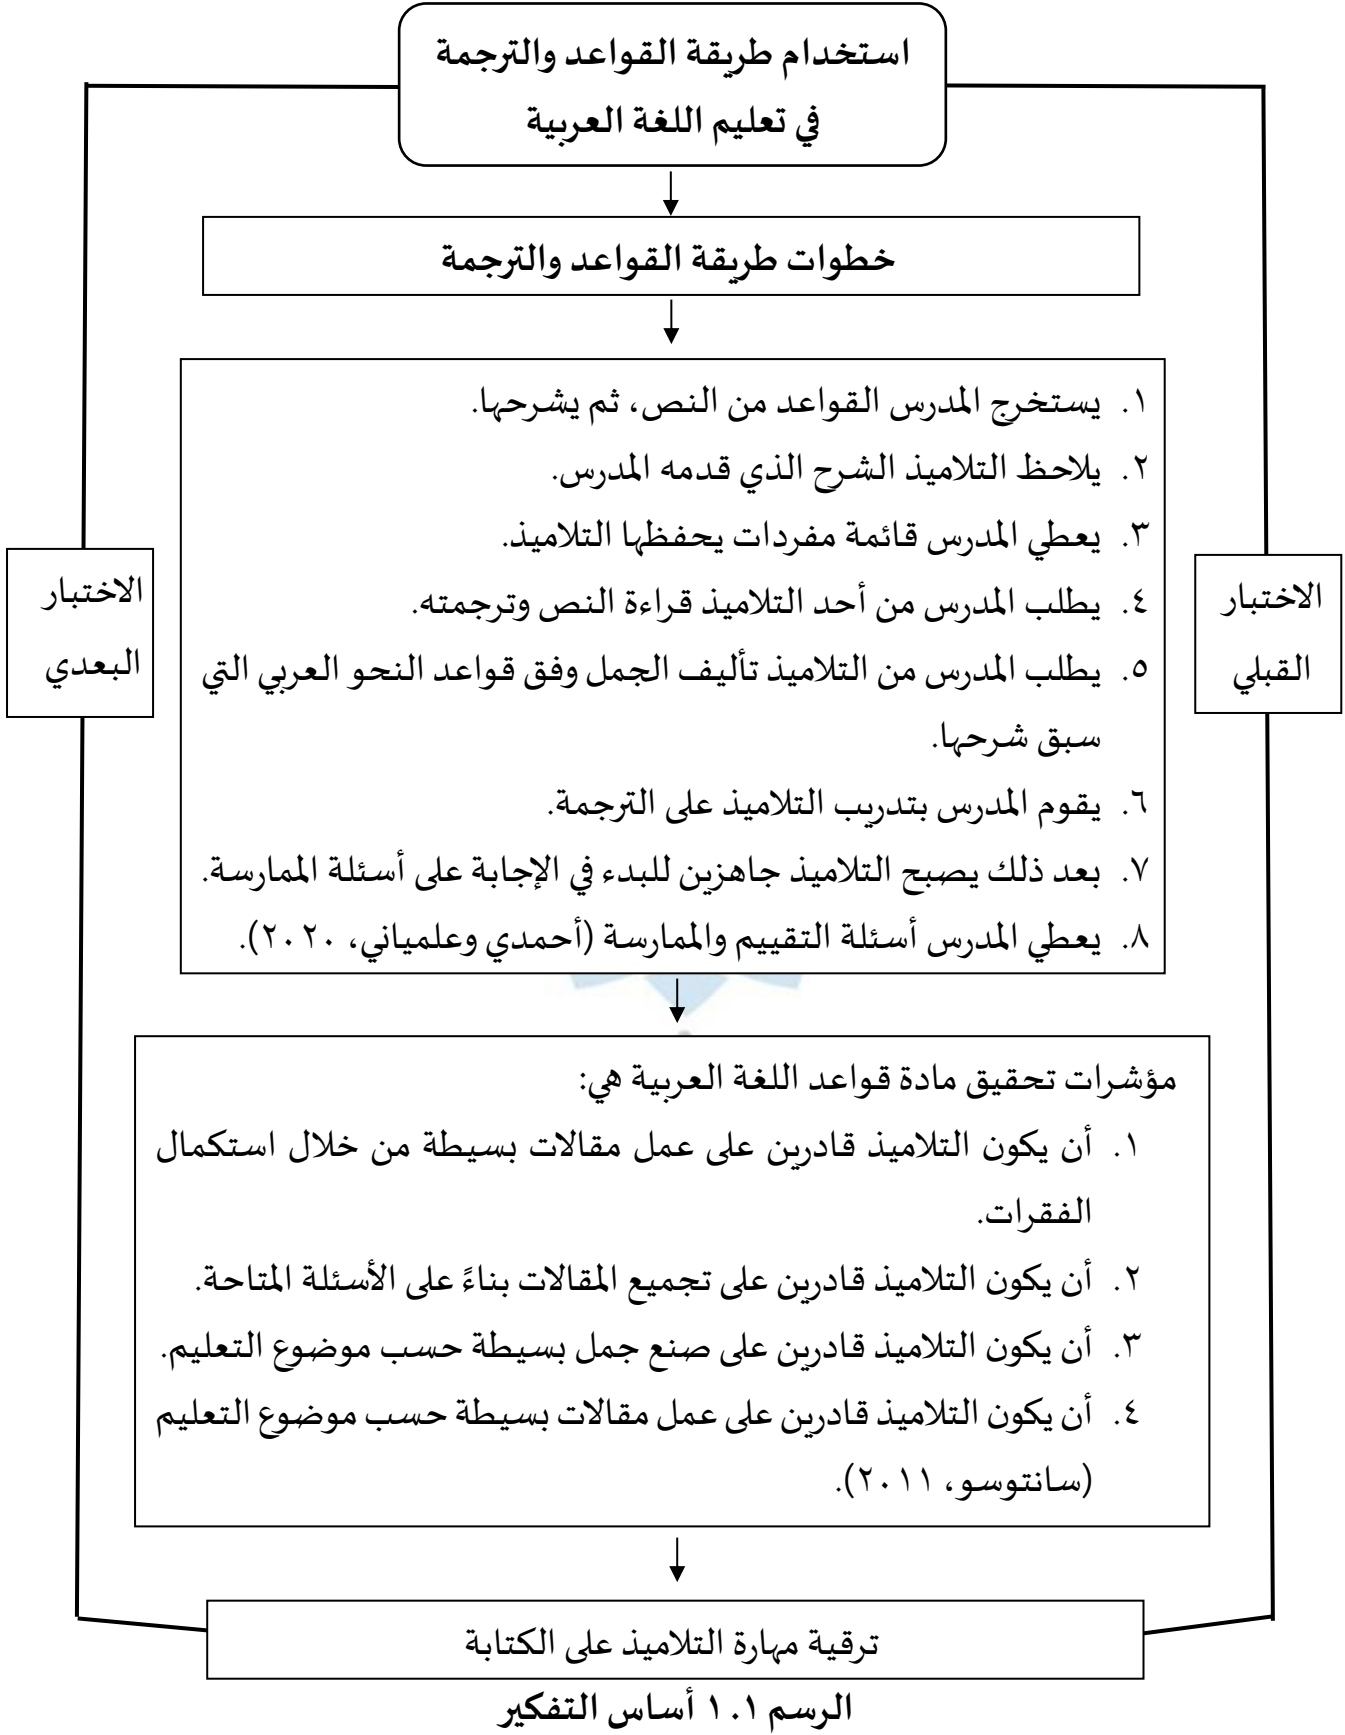 استخدام طريقة القواعد والترجمة
في تعليم اللغة العربية
خطوات طريقة القواعد والترجمة
١. يستخرج المدرس القواعد من النص، ثم يشرحها.
٢. يلاحظ التلاميذ الشرح الذي قدمه المدرس.
٣. يعطي المدرس قائمة مفردات يحفظها التلاميذ.
٤. يطلب المدرس من أحد التلاميذ قراءة النص وترجمته.
٥. يطلب المدرس من التلاميذ تأليف الجمل وفق قواعد النحو العربي التي
سبق شرحها.
٦. يقوم المدرس بتدريب التلاميذ على الترجمة.
٧. بعد ذلك يصبح التلاميذ جاهزين للبدء في الإجابة على أسئلة الممارسة.
٨. يعطي المدرس أسئلة التقييم والممارسة (أحمدي وعلمياني، ٢٠٢٠).
الاختبار
القبلي
الاختبار
البعدي
مؤشرات تحقيق مادة قواعد اللغة العربية هي:
١. أن يكون التلاميذ قادرين على عمل مقالات بسيطة من خلال استكمال
الفقرات.
٢. أن يكون التلاميذ قادرين على تجميع المقالات بناءً على الأسئلة المتاحة.
٣. أن يكون التلاميذ قادرين على صنع جمل بسيطة حسب موضوع التعليم.
٤. أن يكون التلاميذ قادرين على عمل مقالات بسيطة حسب موضوع التعليم
(سانتوسو، ٢٠١١).
ترقية مهارة التلاميذ على الكتابة
الرسم ١.١ أساس التفكير